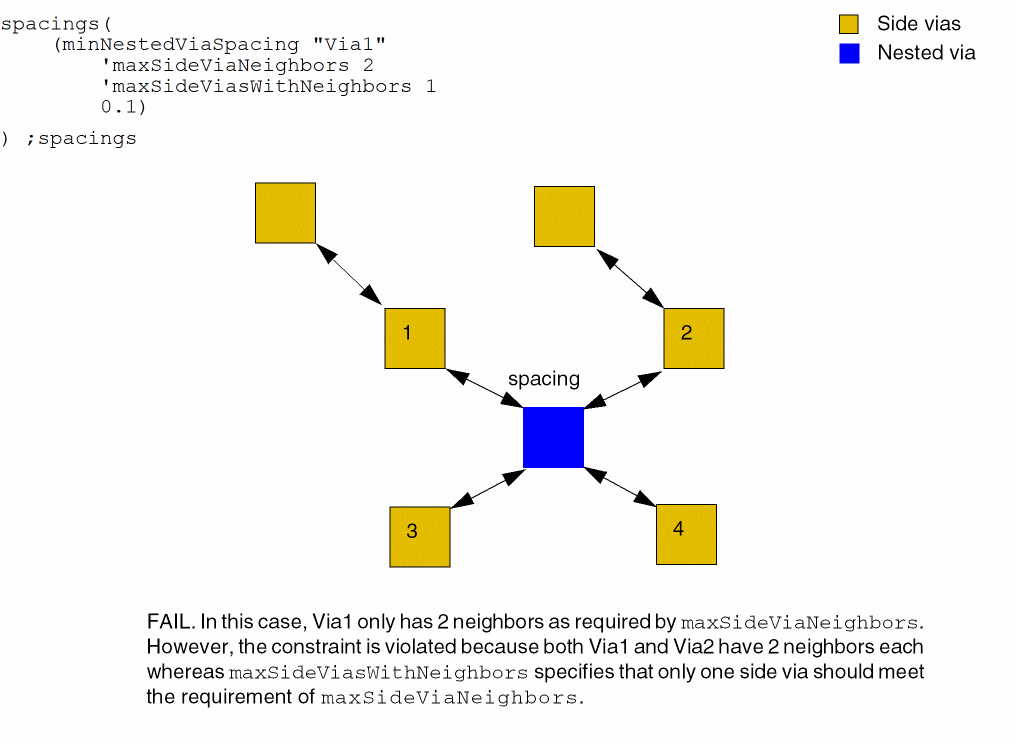 spacings(
(minNestedViaSpacing "Via1"
'maxSideViaNeighbors 2
'maxSideViasWithNeighbors 1
0.1)
) ;spacings
Side vias
Nested via
1
2
spacing
3
4
FAIL. In this case, Via1 only has 2 neighbors as required by maxSideViaNeighbors.
However, the constraint is violated because both Via1 and Via2 have 2 neighbors each
whereas maxSideViasWithNeighbors specifies that only one side via should meet
the requirement of maxSideViaNeighbors.